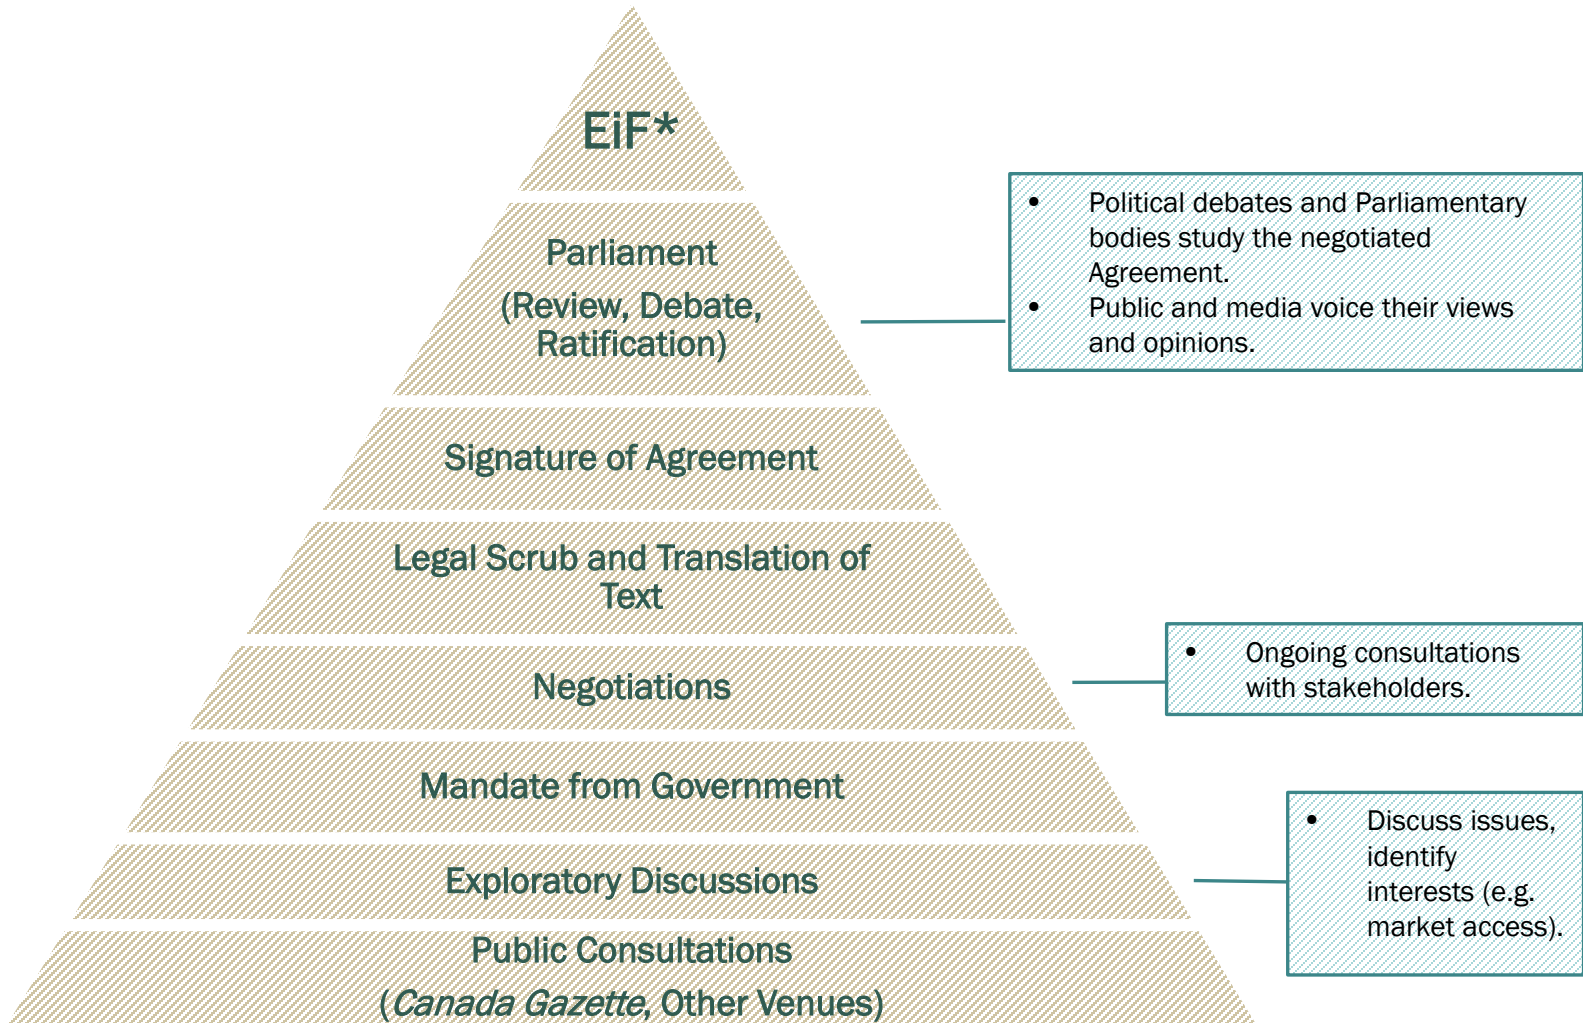 EiF*
Parliament
(Review, Debate,
Ratification)
• Political debates and Parliamentary
bodies study the negotiated
Agreement.
• Public and media voice their views
and opinions.
Signature of Agreement
Legal Scrub and Translation of
Text
Negotiations
• Ongoing consultations
with stakeholders.
Mandate from Government
Exploratory Discussions
• Discuss issues,
identify
interests (e.g.
market access).
Public Consultations
(Canada Gazette, Other Venues)